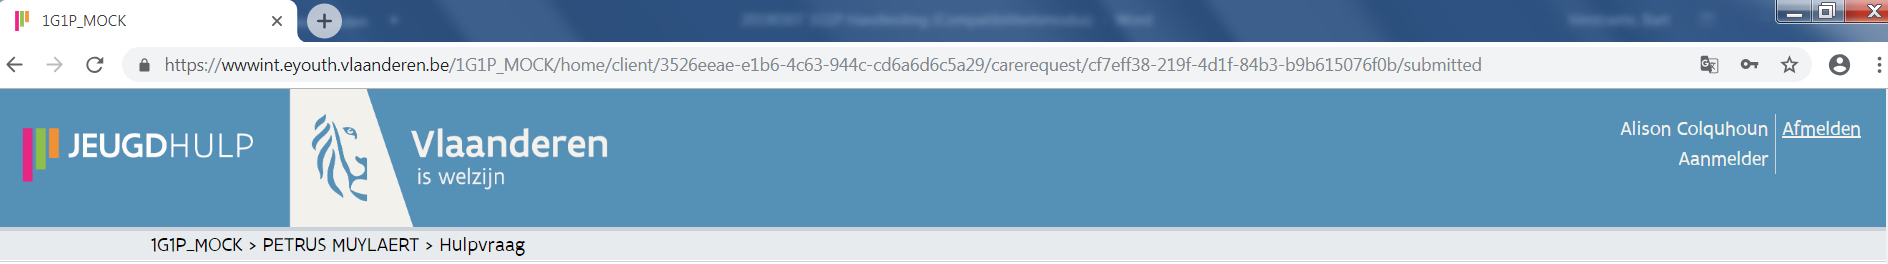 1G1P_MOCK
https://wwwint.eyouth.vlaanderen.be/1G1P_MOCK/home/client/3526eeae-e1b6-4c63-944c-cd6a6d6c5a29/carerequest/cf7eff38-219f-4d1f-84b3-b9b615076f0b/submitted
JEUGDHULP
Vlaanderen
is welzijn
Alison Colquhoun
Afmelden
Aanmelder
1G1P_MOCK > PETRUS MUYLAERT > Hulpvraag